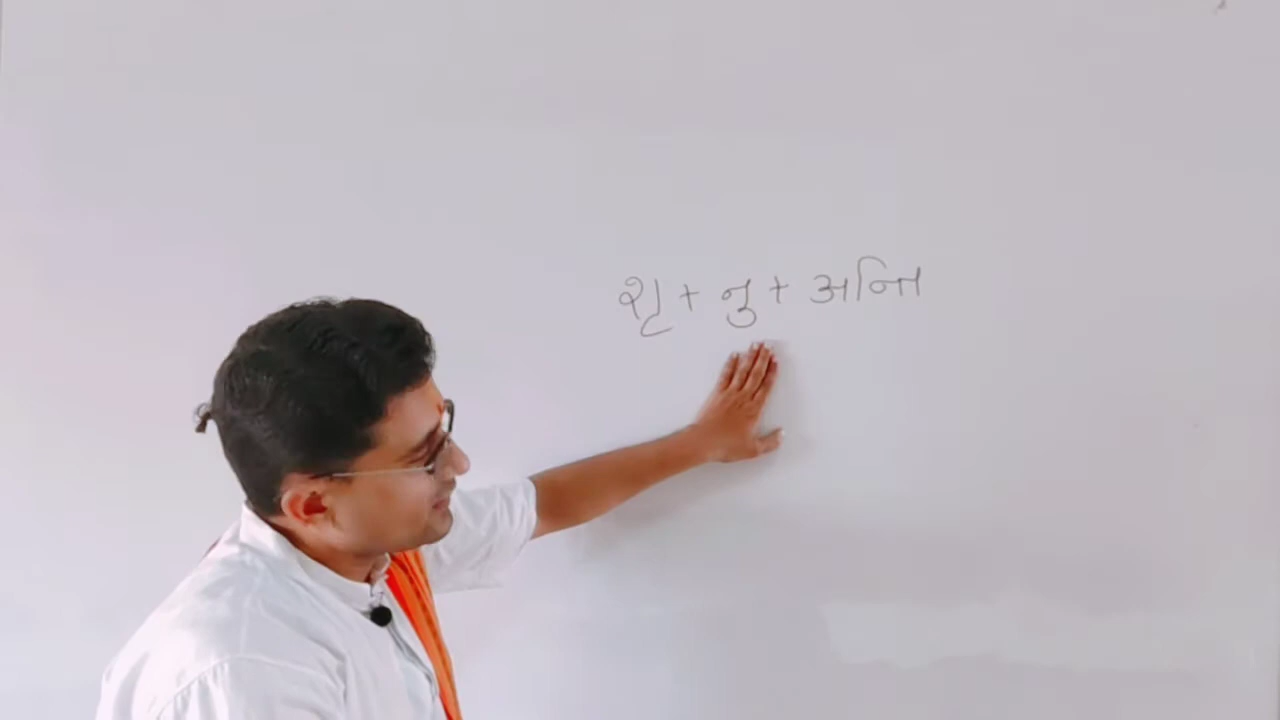 शृ + नु + अन्ति